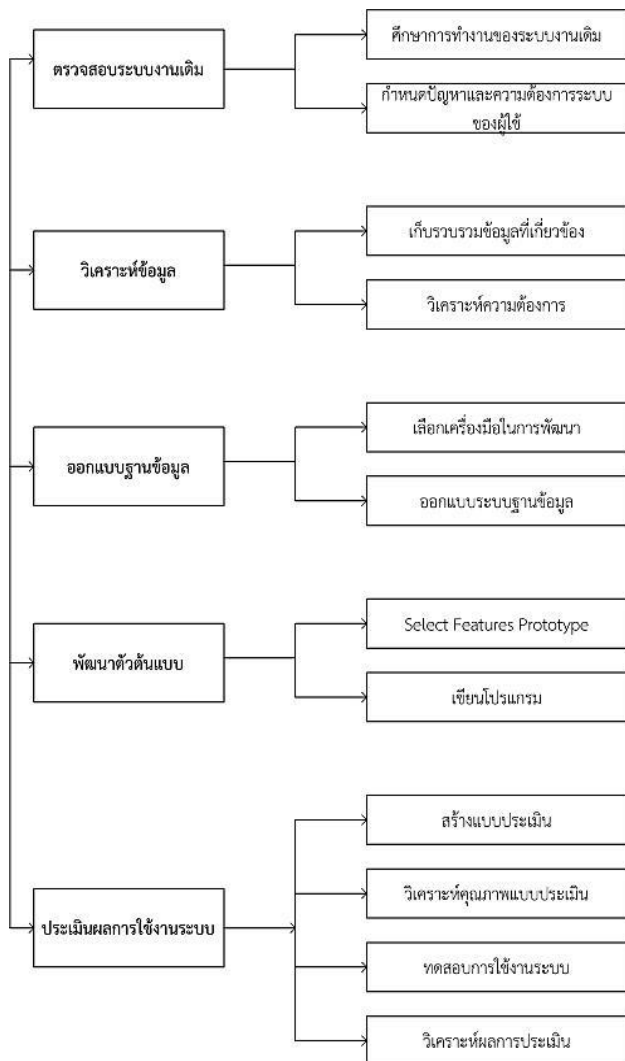 ตรวจสอบระบบงานเดิม
ศึกษาการทำงานของระบบงานเดิม
กำหนดปัญหาและความต้องการระบบ
ของผู้ใช้
วิเคราะห์ข้อมูล
เก็บรวบรวมข้อมูลที่เกี่ยวข้อง
วิเคราะห์ความต้องการ
ออกแบบฐานข้อมูล
เลือกเครื่องมือในการพัฒนา
ออกแบบระบบฐานข้อมูล
พัฒนาตัวต้นแบบ
Select Features Prototype
เขียนโปรแกรม
ประเมินผลการใช้งานระบบ
สร้างแบบประเมิน
วิเคราะห์คุณภาพแบบประเมิน
ทดสอบการใช้งานระบบ
วิเคราะห์ผลการประเมิน